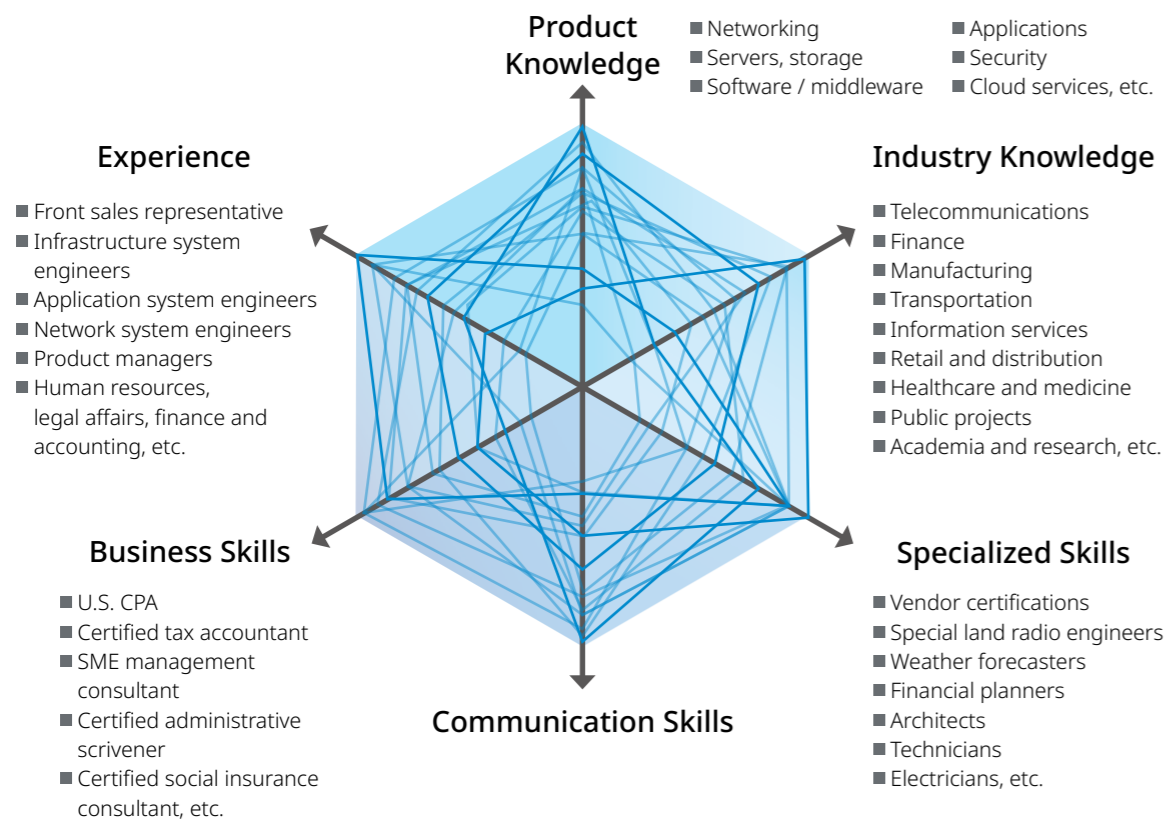 Product
Knowledge
Networking
Servers, storage
Software / middleware
Applications
Security
Cloud services, etc.
Experience
Front sales representative
Infrastructure system
engineers
Application system engineers
Network system engineers
Product managers
Human resources,
legal affairs, finance and
accounting, etc.
Industry Knowledge
Telecommunications
Finance
Manufacturing
Transportation
Information services
Retail and distribution
Healthcare and medicine
Public projects
Academia and research, etc.
Business Skills
U.S. CPA
Certified tax accountant
SME management
consultant
Certified administrative
scrivener
Certified social insurance
consultant, etc.
Communication Skills
Specialized Skills
Vendor certifications
Special land radio engineers
Weather forecasters
Financial planners
Architects
Technicians
Electricians, etc.